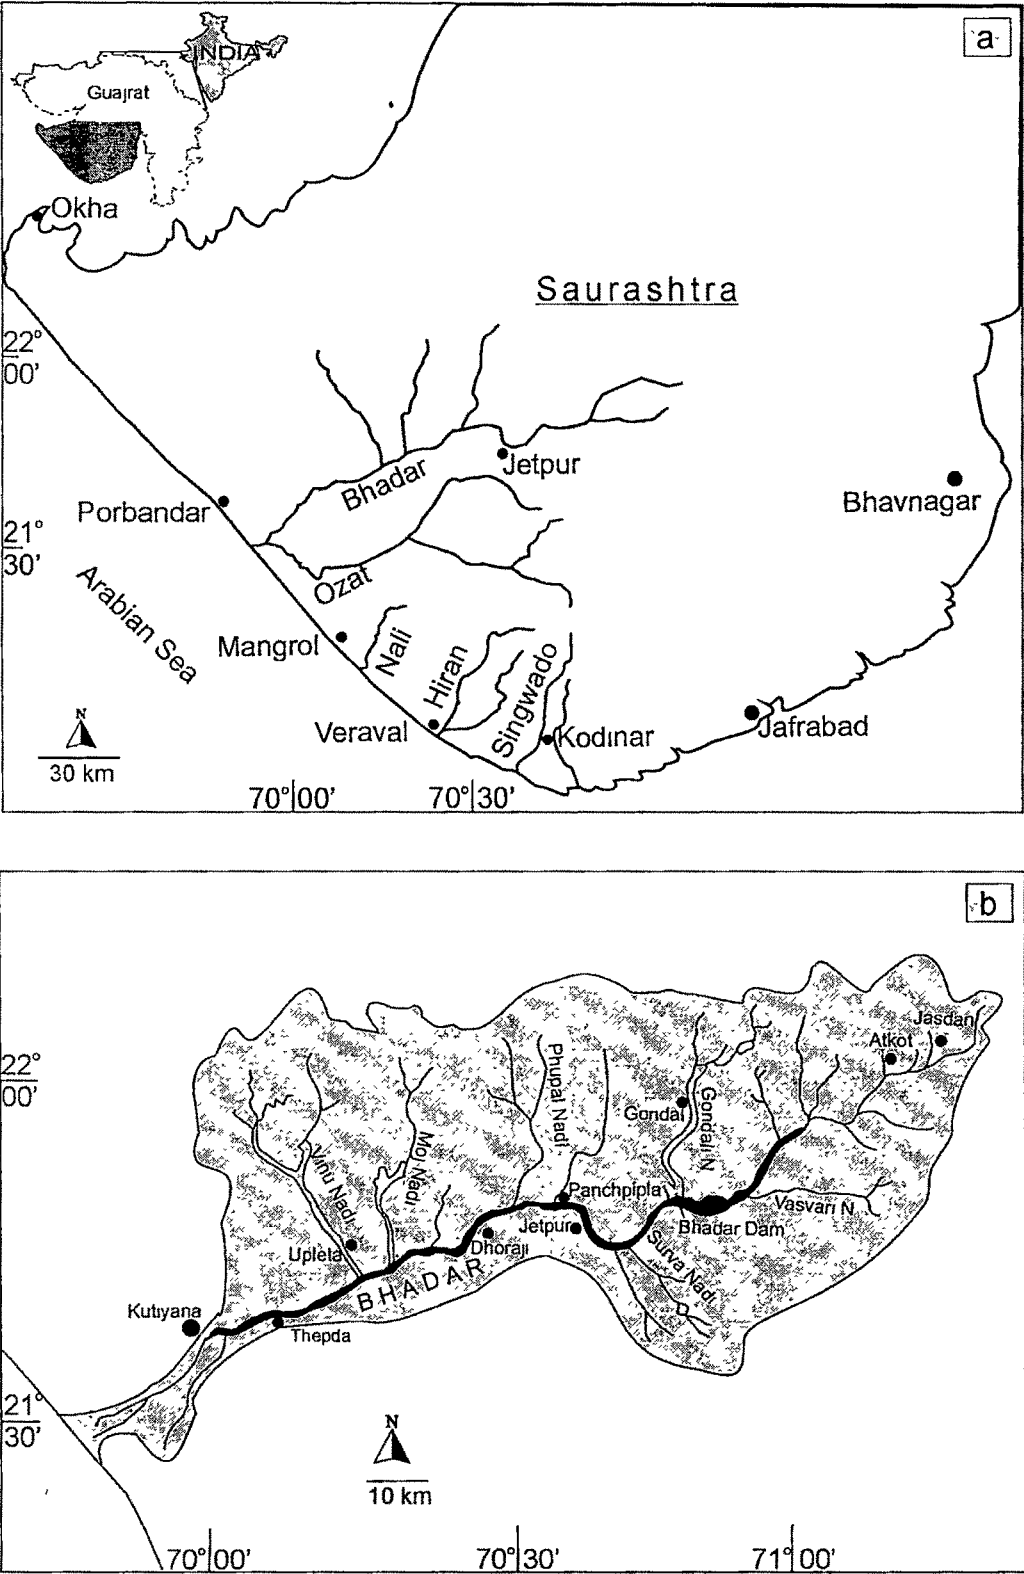 a
INDIA
Guajrat
Okha
Saurashtra
22°
00'
Jetpur
Bhadar
Bhavnagar
Porbandar
21°
30'
Ozat
Arabian Sea
Mangrol
Nali
Hiran
Singwado
Veraval
Kodinar
Jafrabad
N
30 km
70°00'
70°30'
b
Jasdan
Atkot
22°
00'
Phupal Nadi
Gondal
Gondali N
Moj Nadi
Vinu Nadi
Panchpipla
Vasvari N
Jetpur
Bhadar Dam
Upleta
Dhoraji
Surva Nadi
BHADAR
Kutiyana
Thepda
21°
30'
N
10 km
70°00'
70°30'
71°00'